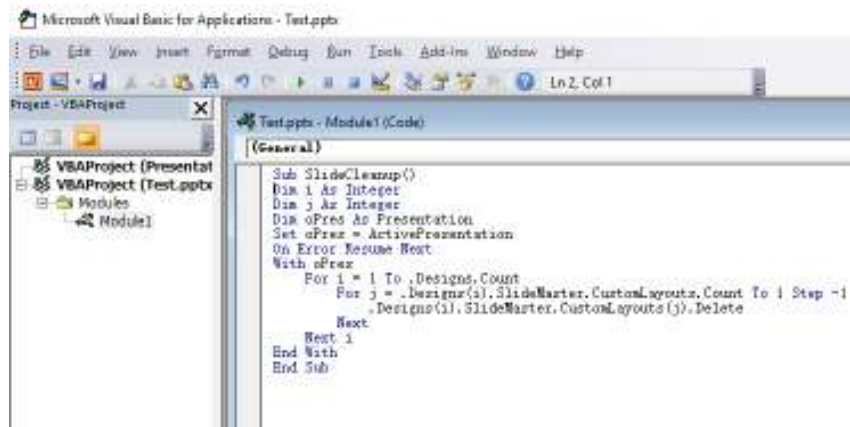 Microsoft Visual Basic for Applications - Test.pptx
File Edit View Insert Format Debug Run Tools Add-Ins Window Help
Ln 2, Col 1
Project - VBAProject
VBAProject (Presentat
VBAProject (Test.pptx
Modules
Module1
Test.pptx - Module1 (Code)
(General)
Sub SlideCleanup()
Dim i As Integer
Dim j As Integer
Dim oPres As Presentation
Set oPres = ActivePresentation
On Error Resume Next
With oPres
For i = 1 To .Designs.Count
For j = .Designs(i).SlideMaster.CustomLayouts.Count To 1 Step -1
.Designs(i).SlideMaster.CustomLayouts(j).Delete
Next
Next i
End With
End Sub